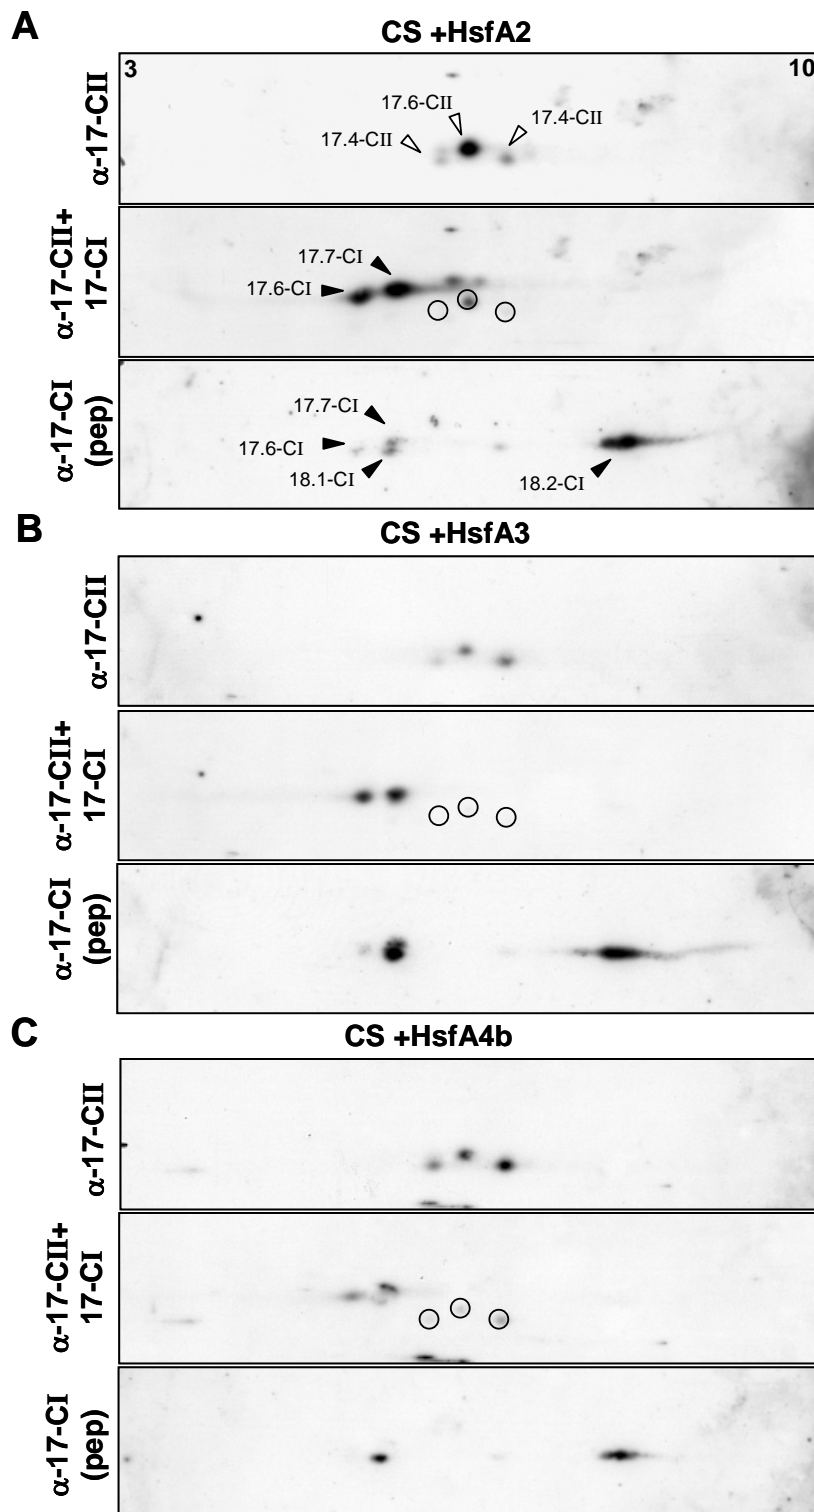 A
CS +HsfA2
α-17-CII
3
10
17.6-CII
17.4-CII
17.4-CII
α-17-CII+
17-CI
17.7-CI
17.6-CI
α-17-CI
(pep)
17.7-CI
17.6-CI
18.1-CI
18.2-CI
B
CS +HsfA3
α-17-CII
α-17-CII+
17-CI
α-17-CI
(pep)
C
CS +HsfA4b
α-17-CII
α-17-CII+
17-CI
α-17-CI
(pep)